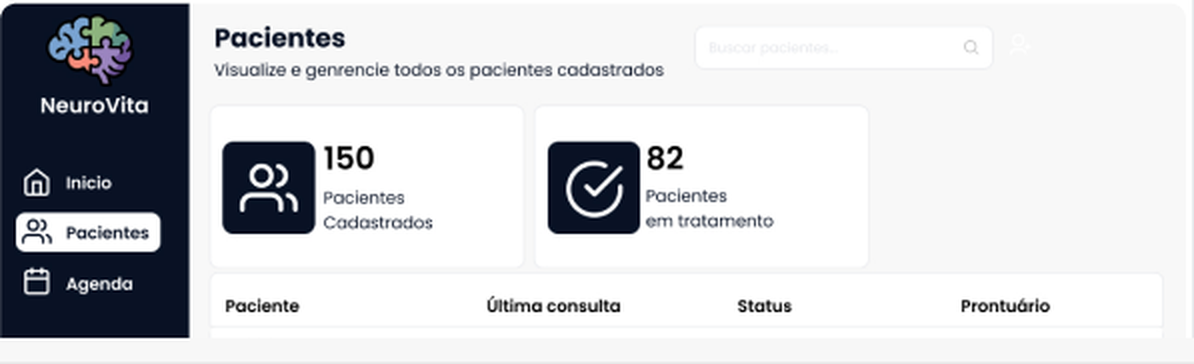 NeuroVita
Inicio
Pacientes
Agenda
Pacientes
Visualize e genrencie todos os pacientes cadastrados
Buscar pacientes...
150
Pacientes
Cadastrados
82
Pacientes
em tratamento
Paciente Última consulta Status Prontuário